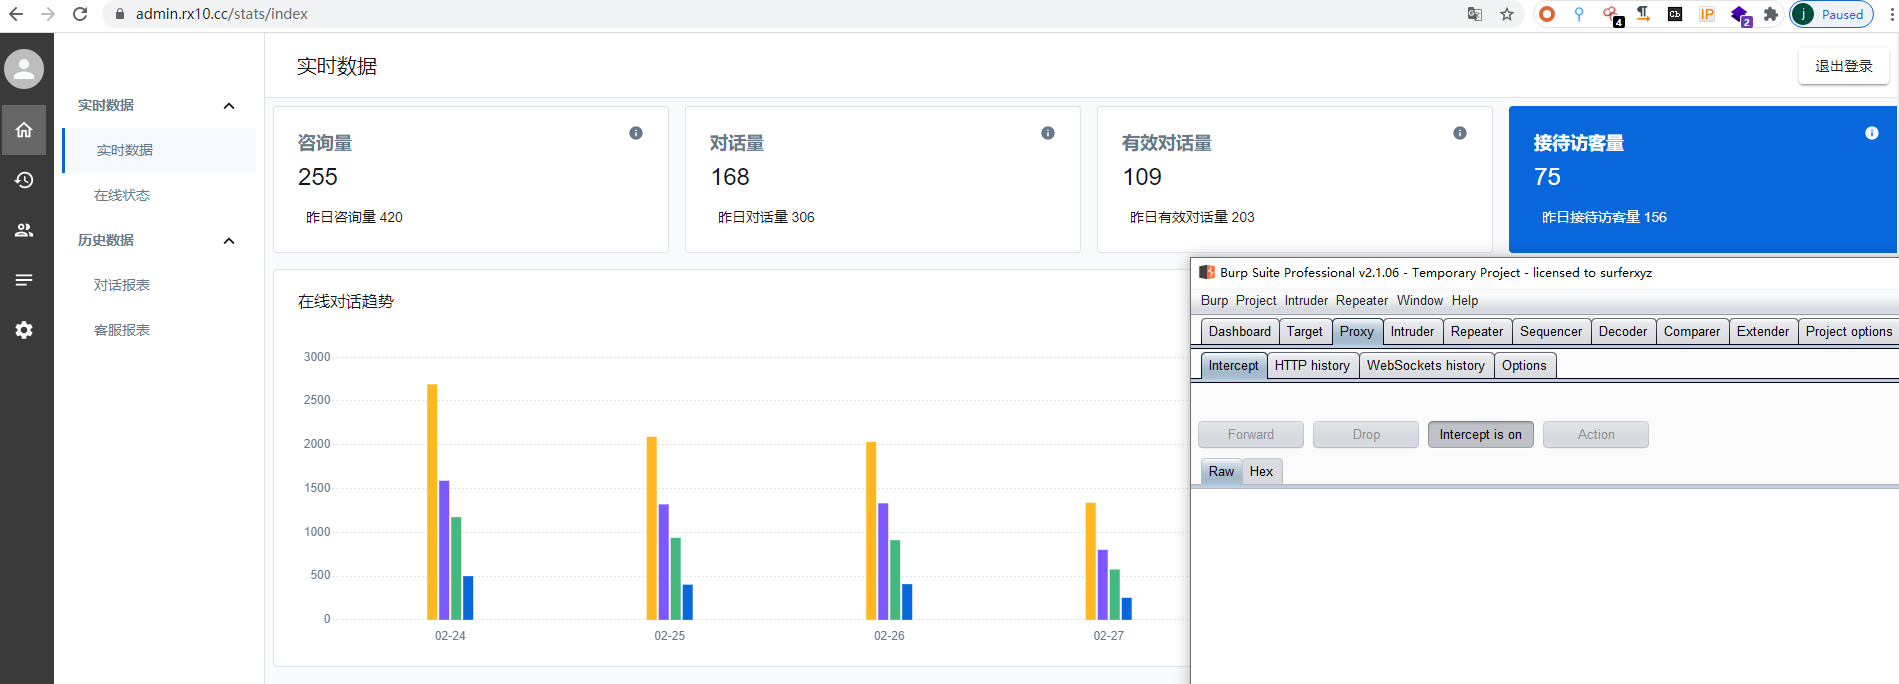 admin.rx10.cc/stats/index
4
2
Cb
IP
j
Paused
实时数据
退出登录
实时数据
实时数据
在线状态
历史数据
对话报表
客服报表
咨询量
255
昨日咨询量 420
对话量
168
昨日对话量 306
有效对话量
109
昨日有效对话量 203
接待访客量
75
昨日接待访客量 156
在线对话趋势
3000
2500
2000
1500
1000
500
0
02-24 02-25 02-26 02-27
Burp Suite Professional v2.1.06 - Temporary Project - licensed to surferxyz
Burp Project Intruder Repeater Window Help
Dashboard Target Proxy Intruder Repeater Sequencer Decoder Comparer Extender Project options
Intercept HTTP history WebSockets history Options
Forward Drop Intercept is on Action
Raw Hex